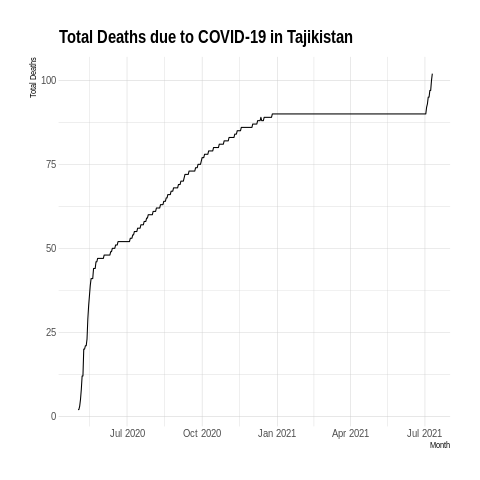 Total Deaths due to COVID-19 in Tajikistan
Total Deaths
100
75
50
25
0
Jul 2020
Oct 2020
Jan 2021
Apr 2021
Jul 2021
Month